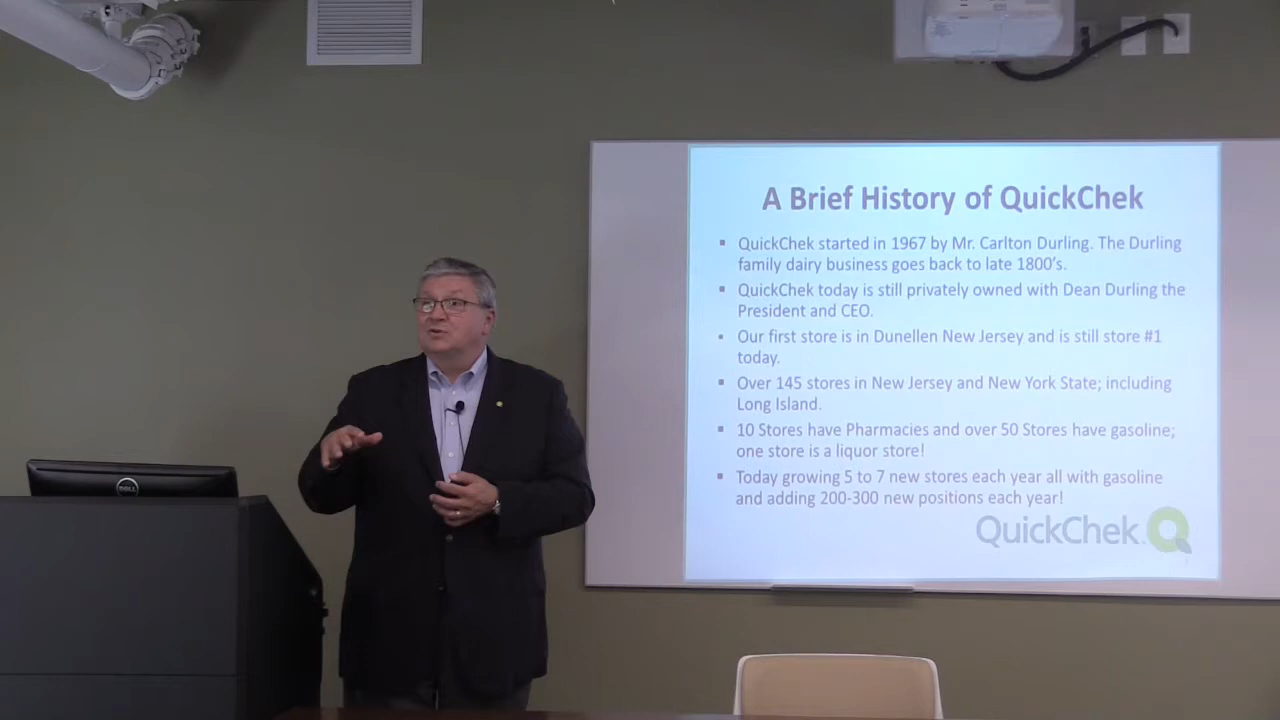 A Brief History of QuickChek
▪ QuickChek started in 1967 by Mr. Carlton Durling. The Durling
family dairy business goes back to late 1800's.
▪ QuickChek today is still privately owned with Dean Durling the
President and CEO.
▪ Our first store is in Dunellen New Jersey and is still store #1
today.
▪ Over 145 stores in New Jersey and New York State; including
Long Island.
▪ 10 Stores have Pharmacies and over 50 Stores have gasoline;
one store is a liquor store!
▪ Today growing 5 to 7 new stores each year all with gasoline
and adding 200-300 new positions each year!
QuickChek.
DELL